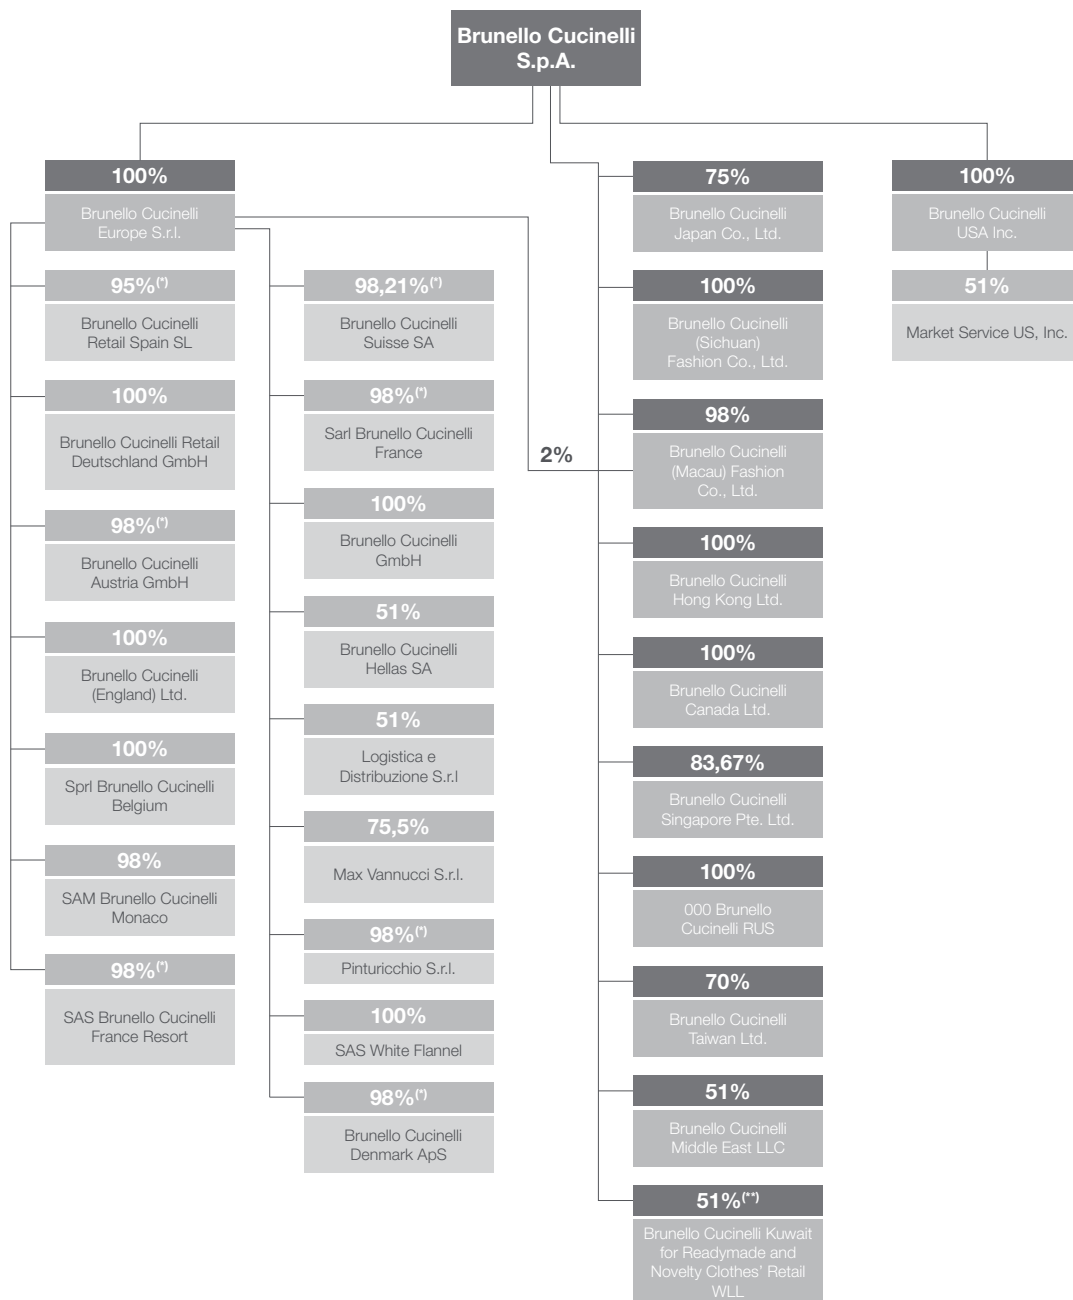 Brunello Cucinelli
S.p.A.
100%
Brunello Cucinelli
Europe S.r.l.
95%(*)
Brunello Cucinelli
Retail Spain SL
100%
Brunello Cucinelli Retail
Deutschland GmbH
98%(*)
Brunello Cucinelli
Austria GmbH
100%
Brunello Cucinelli
(England) Ltd.
100%
Sprl Brunello Cucinelli
Belgium
98%
SAM Brunello Cucinelli
Monaco
98%(*)
SAS Brunello Cucinelli
France Resort
98,21%(*)
Brunello Cucinelli
Suisse SA
98%(*)
Sarl Brunello Cucinelli
France
100%
Brunello Cucinelli
GmbH
51%
Brunello Cucinelli
Hellas SA
51%
Logistica e
Distribuzione S.r.l
75,5%
Max Vannucci S.r.l.
98%(*)
Pinturicchio S.r.l.
100%
SAS White Flannel
98%(*)
Brunello Cucinelli
Denmark ApS
2%
75%
Brunello Cucinelli
Japan Co., Ltd.
100%
Brunello Cucinelli
(Sichuan)
Fashion Co., Ltd.
98%
Brunello Cucinelli
(Macau) Fashion
Co., Ltd.
100%
Brunello Cucinelli
Hong Kong Ltd.
100%
Brunello Cucinelli
Canada Ltd.
83,67%
Brunello Cucinelli
Singapore Pte. Ltd.
100%
000 Brunello
Cucinelli RUS
70%
Brunello Cucinelli
Taiwan Ltd.
51%
Brunello Cucinelli
Middle East LLC
51%(**)
Brunello Cucinelli Kuwait
for Readymade and
Novelty Clothes' Retail
WLL
100%
Brunello Cucinelli
USA Inc.
51%
Market Service US, Inc.